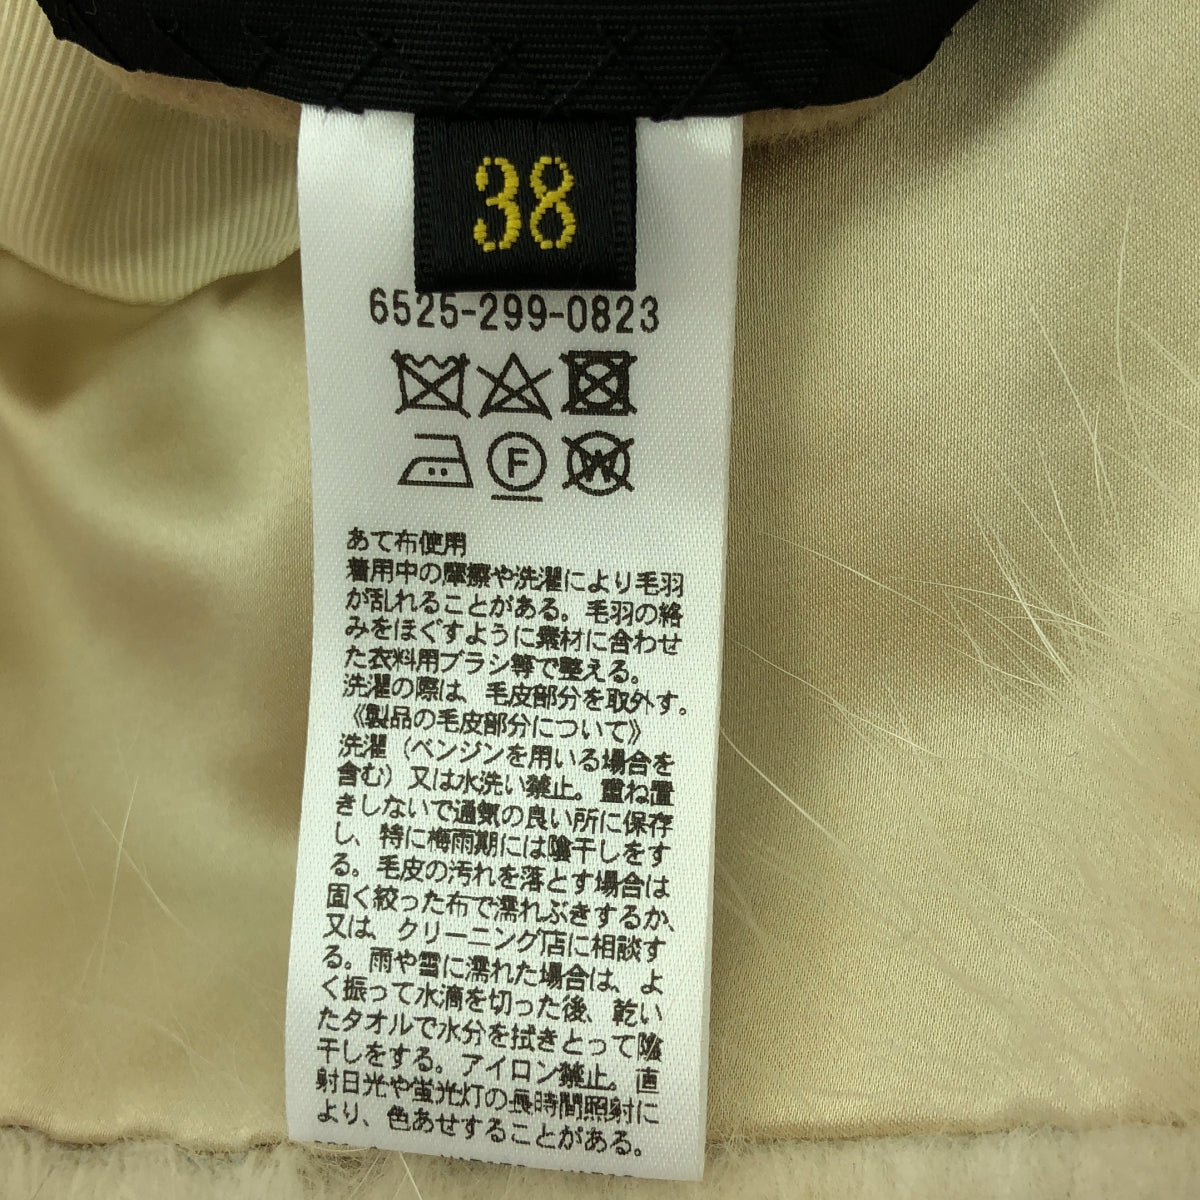 38
6525-299-0823
F
W
あて布使用
着用中の摩擦や洗濯により毛羽
が乱れることがある。毛羽の絡
みをほぐすように素材に合わせ
た衣料用ブラシ等で整える。
洗濯の際は、毛皮部分を取外す。
《製品の毛皮部分について》
洗濯（ベンジンを用いる場合を
含む）又は水洗い禁止。重ね置
きしないで通気の良い所に保存
し、特に梅雨期には陰干しをす
る。毛皮の汚れを落とす場合は
固く絞った布で濡れぶきするか、
又は、クリーニング店に相談す
る。雨や雪に濡れた場合は、よ
く振って水滴を切った後、乾い
たタオルで水分を拭きとって陰
干しをする。アイロン禁止。直
射日光や蛍光灯の長時間照射に
より、色あせすることがある。